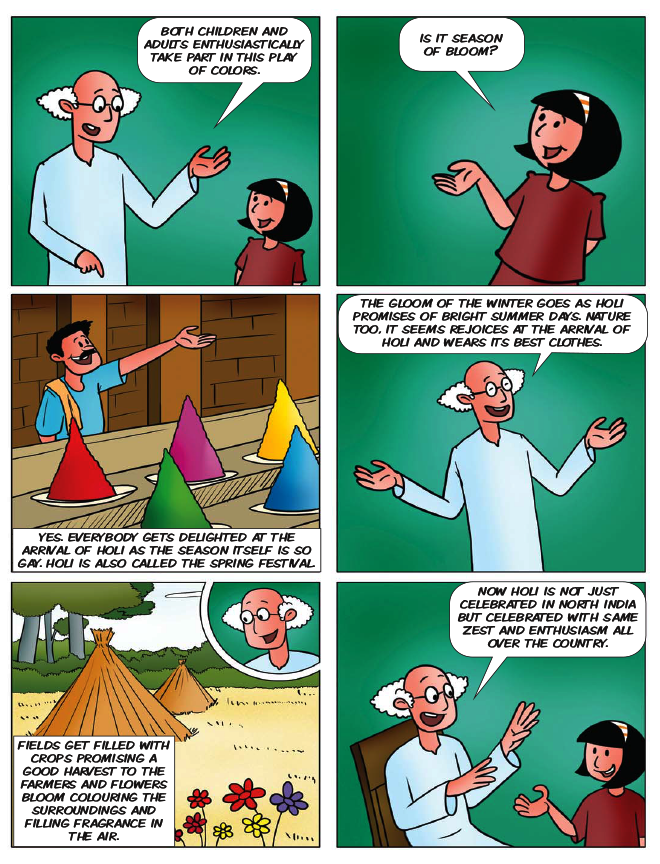 BOTH CHILDREN AND
ADULTS ENTHUSIASTICALLY
TAKE PART IN THIS PLAY
OF COLORS.
IS IT SEASON
OF BLOOM?
YES. EVERYBODY GETS DELIGHTED AT THE
ARRIVAL OF HOLI AS THE SEASON ITSELF IS SO
GAY. HOLI IS ALSO CALLED THE SPRING FESTIVAL.
THE GLOOM OF THE WINTER GOES AS HOLI
PROMISES OF BRIGHT SUMMER DAYS. NATURE
TOO, IT SEEMS REJOICES AT THE ARRIVAL OF
HOLI AND WEARS ITS BEST CLOTHES.
FIELDS GET FILLED WITH
CROPS PROMISING A
GOOD HARVEST TO THE
FARMERS AND FLOWERS
BLOOM COLOURING THE
SURROUNDINGS AND
FILLING FRAGRANCE IN
THE AIR.
NOW HOLI IS NOT JUST
CELEBRATED IN NORTH INDIA
BUT CELEBRATED WITH SAME
ZEST AND ENTHUSIASM ALL
OVER THE COUNTRY.